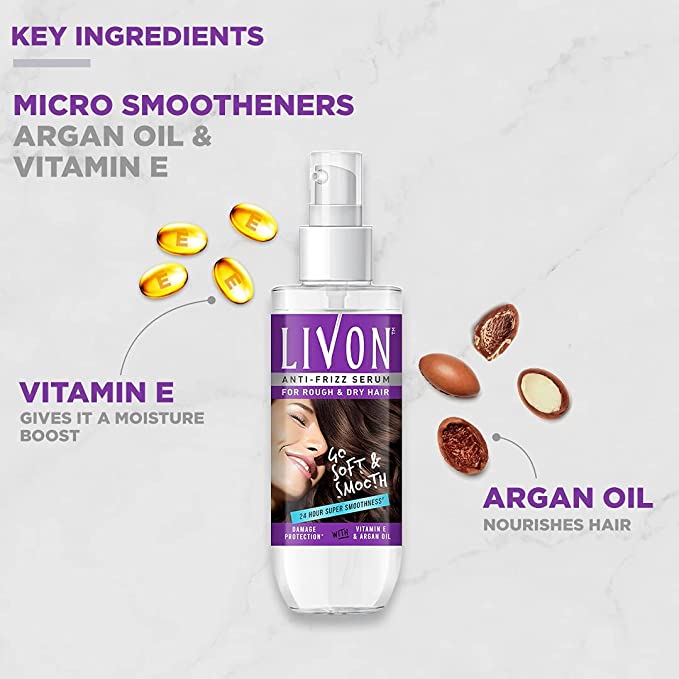 KEY INGREDIENTS
MICRO SMOOTHENERS
ARGAN OIL &
VITAMIN E
E
E
E
E
VITAMIN E
GIVES IT A MOISTURE
BOOST
LIVON™
ANTI-FRIZZ SERUM
FOR ROUGH & DRY HAIR
GO
SOFT &
SMOOTH
24 HOUR SUPER SMOOTHNESS*
DAMAGE
PROTECTION*
WITH
VITAMIN E
& ARGAN OIL
ARGAN OIL
NOURISHES HAIR